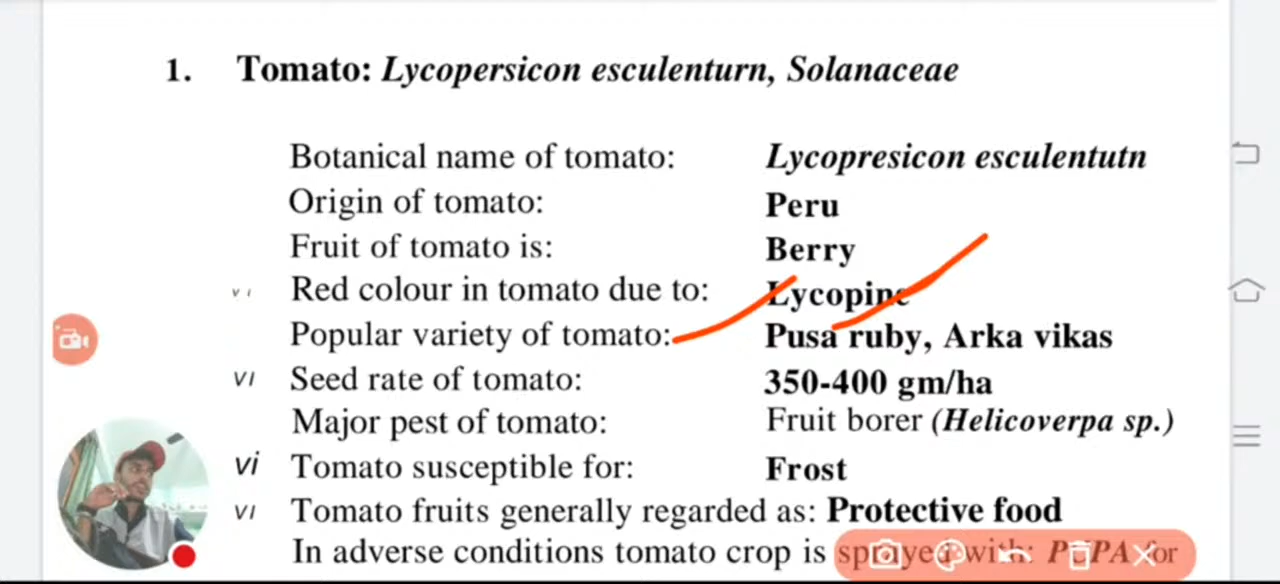 1. Tomato: Lycopersicon esculenturn, Solanaceae
Botanical name of tomato: Lycopresicon esculentutn
Origin of tomato: Peru
Fruit of tomato is: Berry
v ı Red colour in tomato due to: Lycopine
Popular variety of tomato: Pusa ruby, Arka vikas
VI Seed rate of tomato: 350-400 gm/ha
Major pest of tomato: Fruit borer (Helicoverpa sp.)
vi Tomato susceptible for: Frost
VI Tomato fruits generally regarded as: Protective food
In adverse conditions tomato crop is sprayed with: for